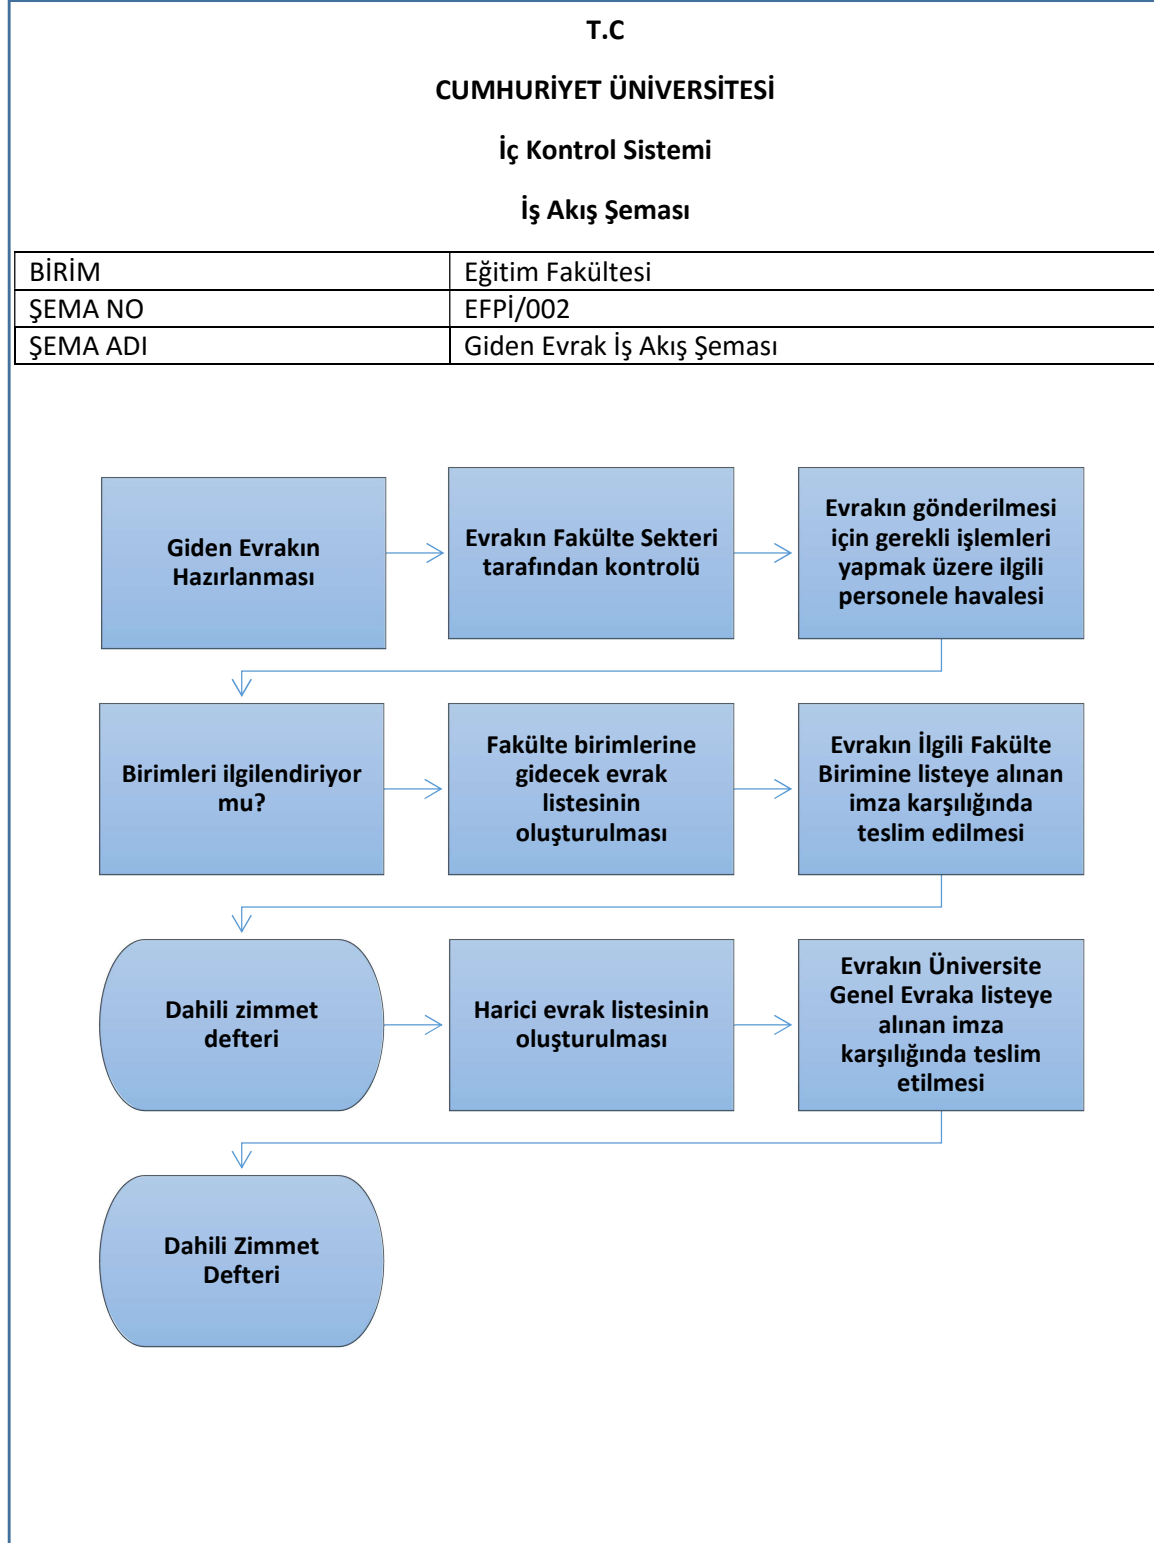 T.C
CUMHURİYET ÜNİVERSİTESİ
İç Kontrol Sistemi
İş Akış Şeması
BİRİM Eğitim Fakültesi
ŞEMA NO EFPİ/002
ŞEMA ADI Giden Evrak İş Akış Şeması
Giden Evrakın
Hazırlanması
Evrakın Fakülte Sekteri
tarafından kontrolü
Evrakın gönderilmesi
için gerekli işlemleri
yapmak üzere ilgili
personele havalesi
Birimleri ilgilendiriyor
mu?
Fakülte birimlerine
gidecek evrak
listesinin
oluşturulması
Evrakın İlgili Fakülte
Birimine listeye alınan
imza karşılığında
teslim edilmesi
Dahili zimmet
defteri
Harici evrak listesinin
oluşturulması
Evrakın Üniversite
Genel Evraka listeye
alınan imza
karşılığında teslim
etilmesi
Dahili Zimmet
Defteri